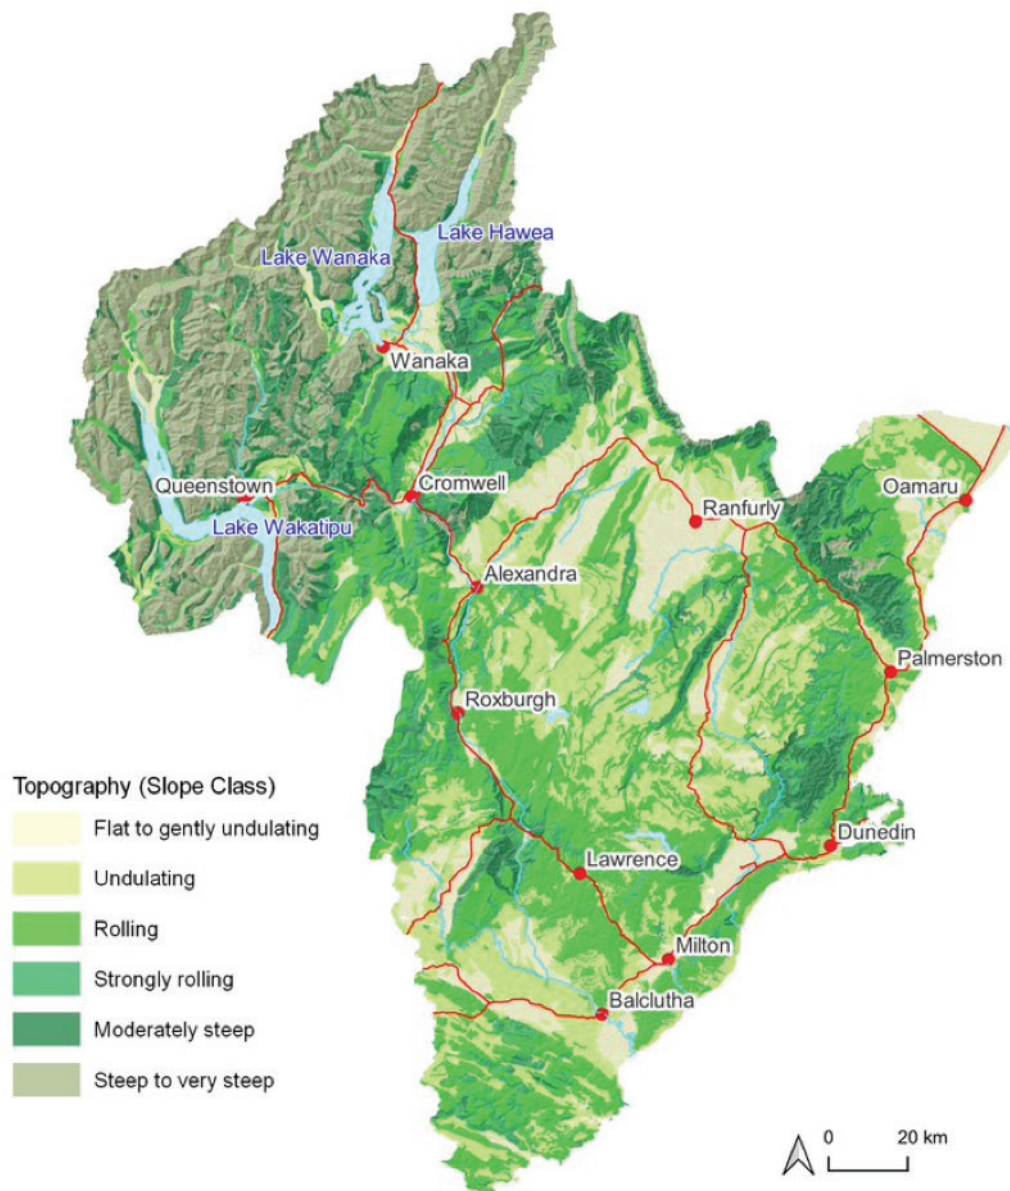 Lake Hawea
Lake Wanaka
Wanaka
Queenstown
Cromwell
Lake Wakatipu
Oamaru
Ranfurly
Alexandra
Palmerston
Roxburgh
Topography (Slope Class)
Flat to gently undulating
Undulating
Rolling
Strongly rolling
Moderately steep
Steep to very steep
Dunedin
Lawrence
Milton
Balclutha
0 20 km